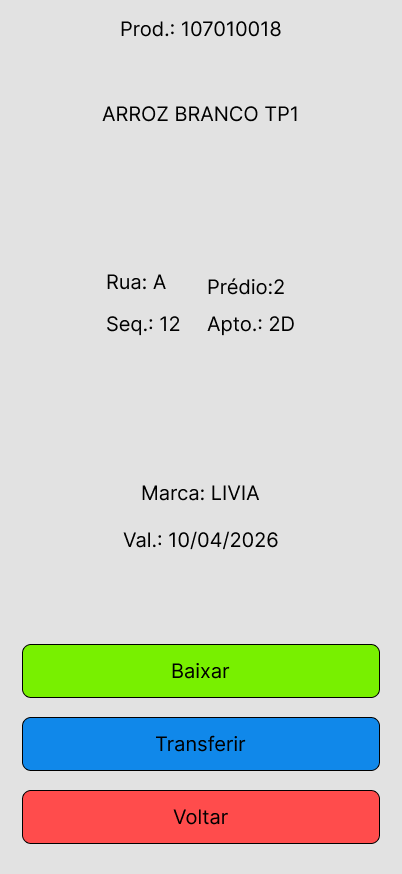 Prod.: 107010018
ARROZ BRANCO TP1
Rua: A
Prédio:2
Seq.: 12
Apto.: 2D
Marca: LIVIA
Val.: 10/04/2026
Baixar
Transferir
Voltar